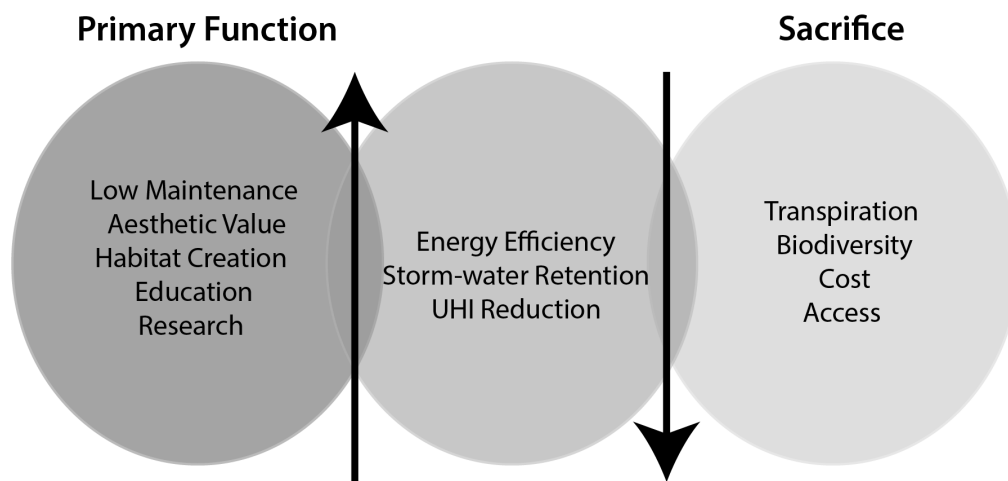 Primary Function
Sacrifice
Low Maintenance
Aesthetic Value
Habitat Creation
Education
Research
Energy Efficiency
Storm-water Retention
UHI Reduction
Transpiration
Biodiversity
Cost
Access